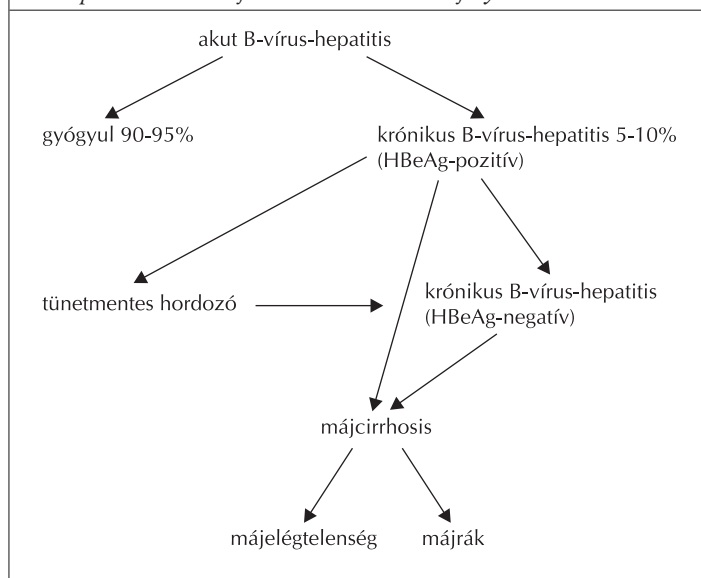 akut B-vírus-hepatitis
gyógyul 90-95%
krónikus B-vírus-hepatitis 5-10%
(HBeAg-pozitív)
tünetmentes hordozó
krónikus B-vírus-hepatitis
(HBeAg-negatív)
májcirrhosis
májelégtelenség
májrák